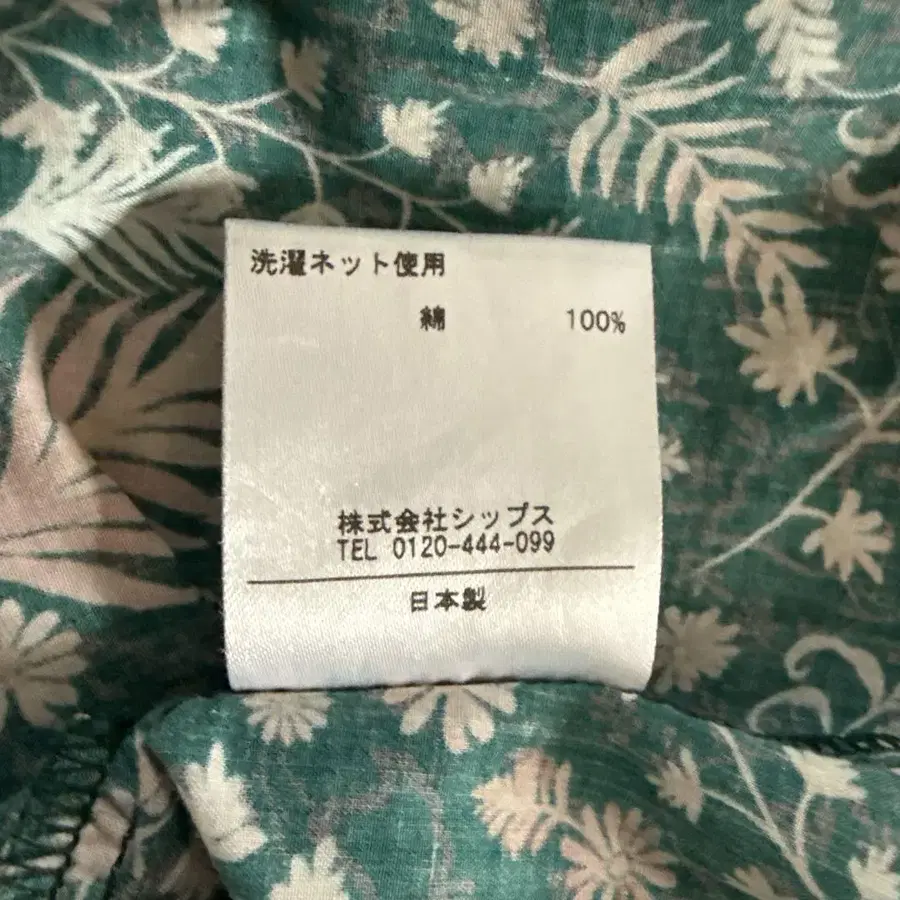 洗濯ネット使用
綿 100%
株式会社シップス
TEL 0120-444-099
日本製